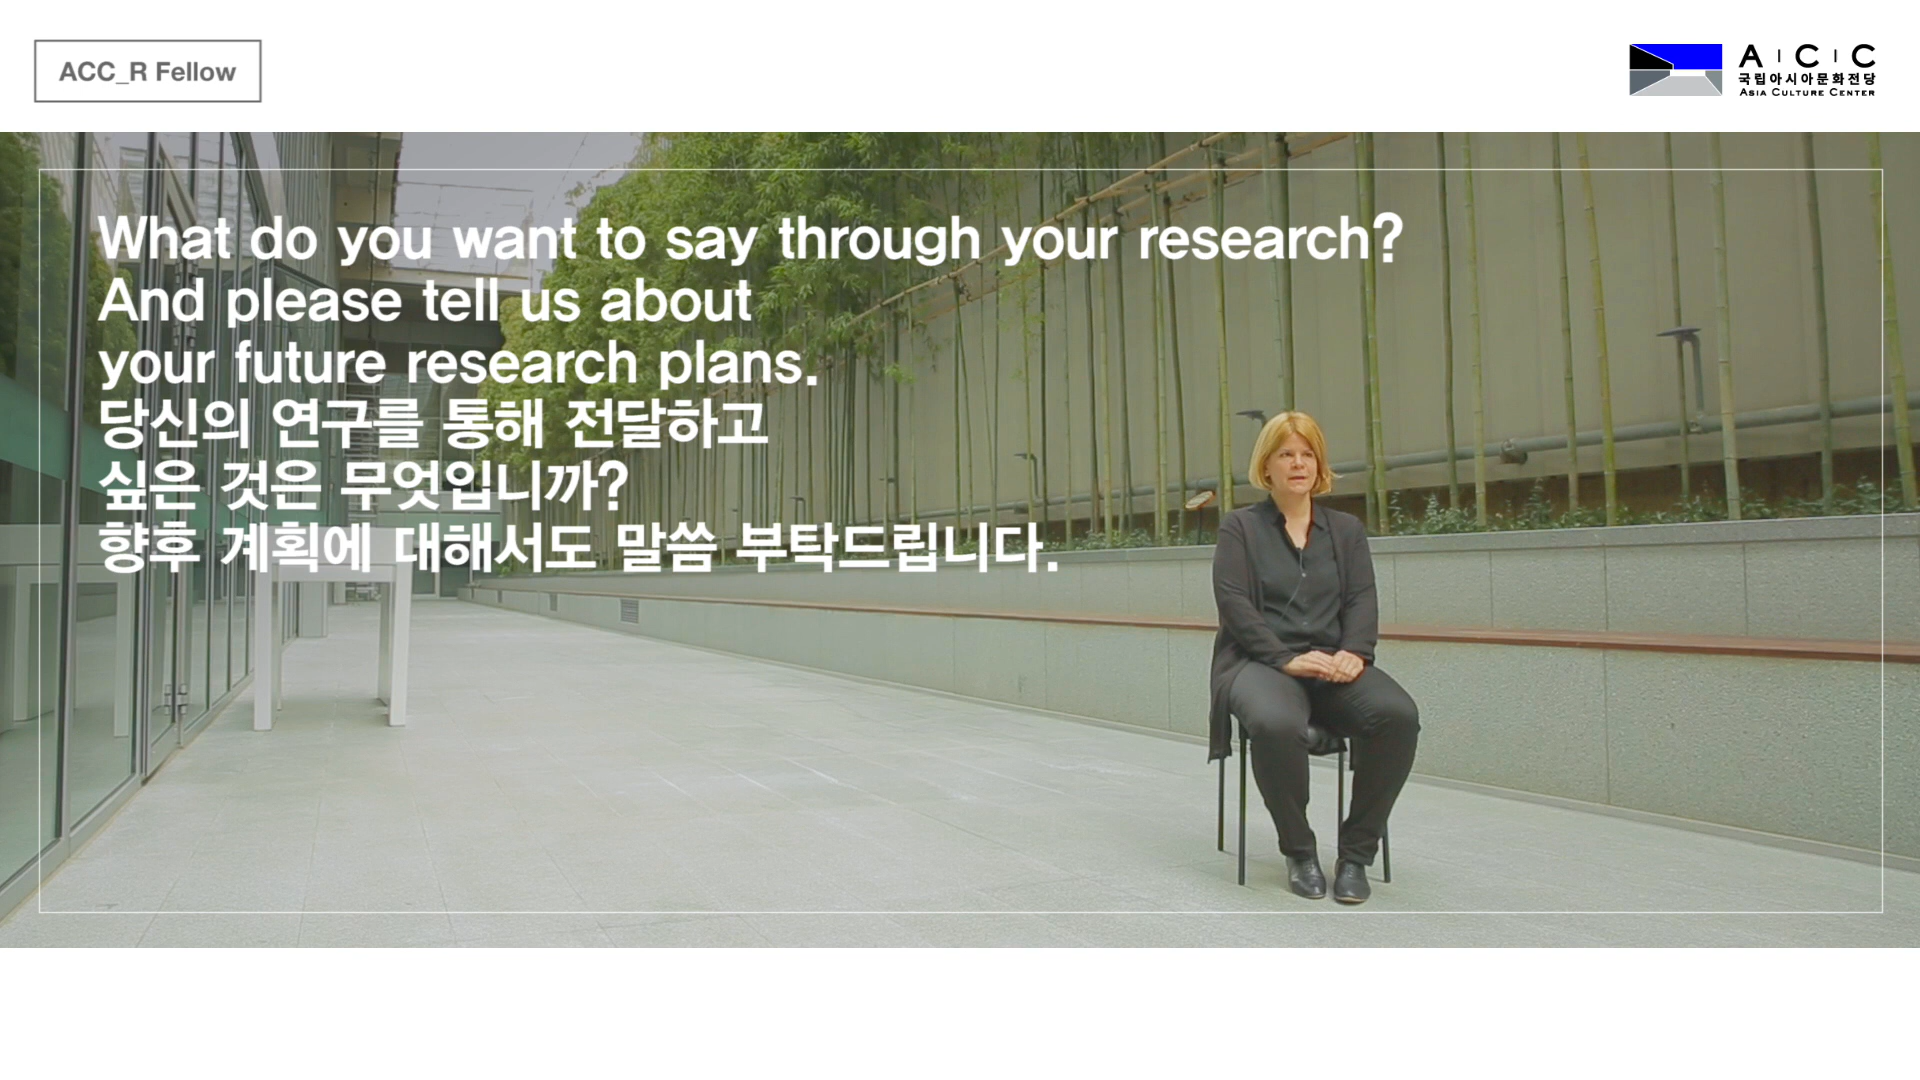 ACC_R Fellow
A C C
국립아시아문화전당
ASIA CULTURE CENTER
What do you want to say through your research?
And please tell us about
your future research plans.
당신의 연구를 통해 전달하고
싶은 것은 무엇입니까?
향후 계획에 대해서도 말씀 부탁드립니다.